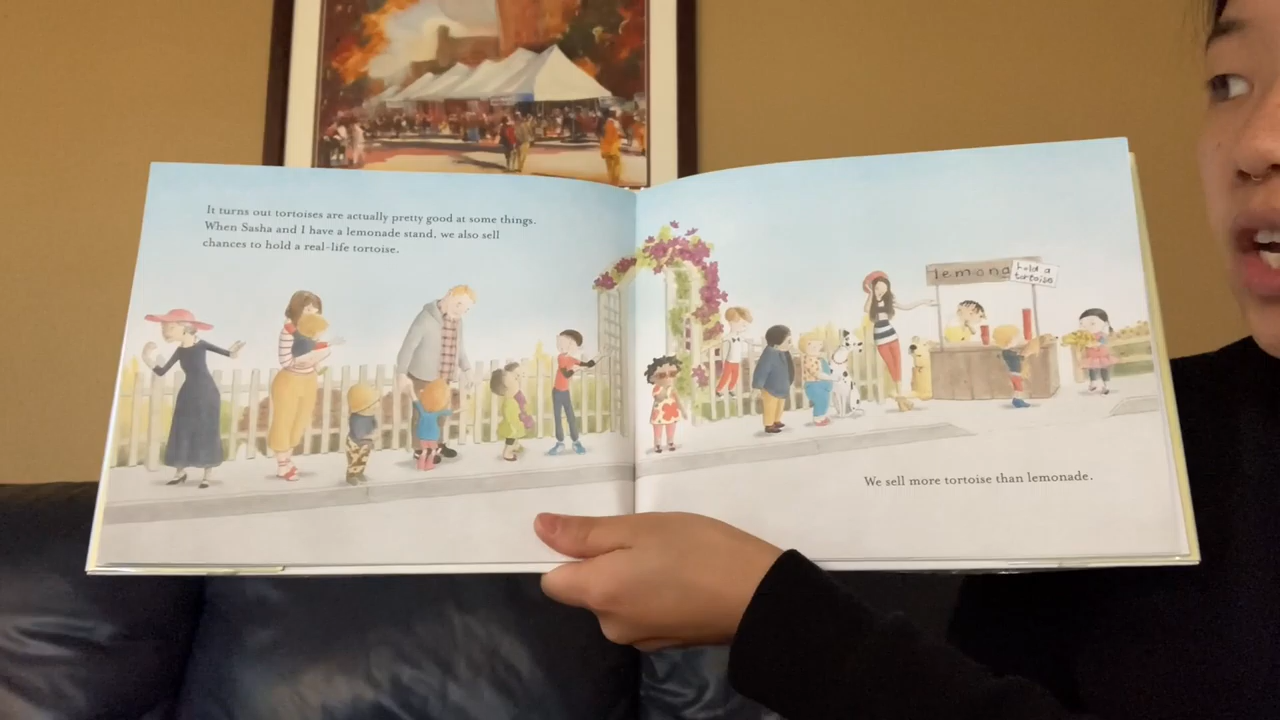 It turns out tortoises are actually pretty good at some things.
When Sasha and I have a lemonade stand, we also sell
chances to hold a real-life tortoise.
lemona
hold a
tortoise
We sell more tortoise than lemonade.